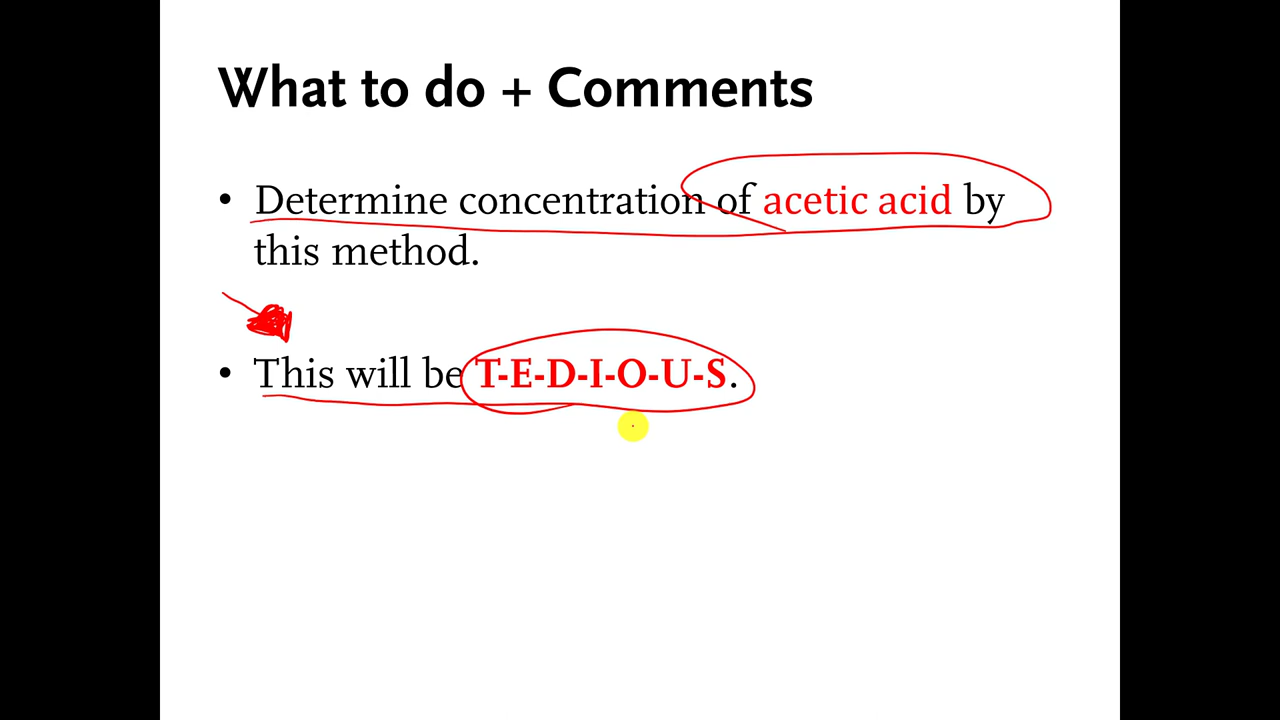 What to do + Comments
• Determine concentration of acetic acid by
this method.
• This will be T-E-D-I-O-U-S.